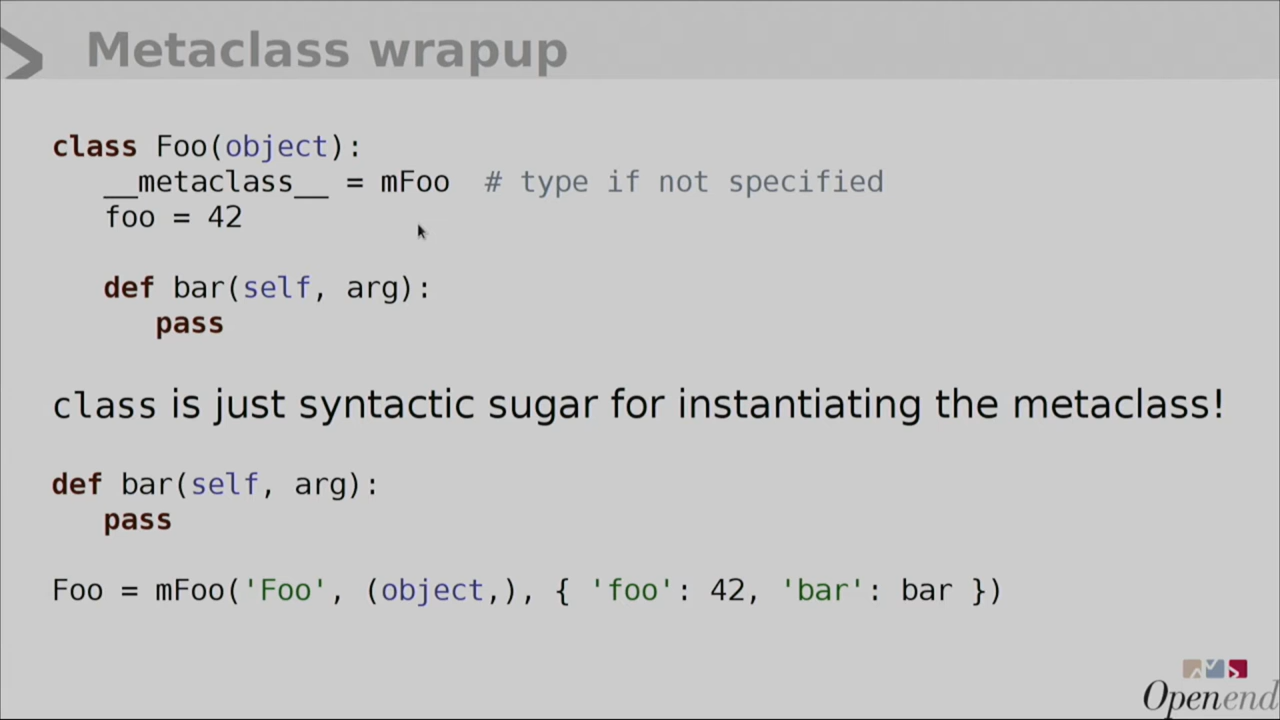 Metaclass wrapup
class Foo(object):
__metaclass__ = mFoo # type if not specified
foo = 42
def bar(self, arg):
pass
class is just syntactic sugar for instantiating the metaclass!
def bar(self, arg):
pass
Foo = mFoo('Foo', (object,), { 'foo': 42, 'bar': bar })
Openend